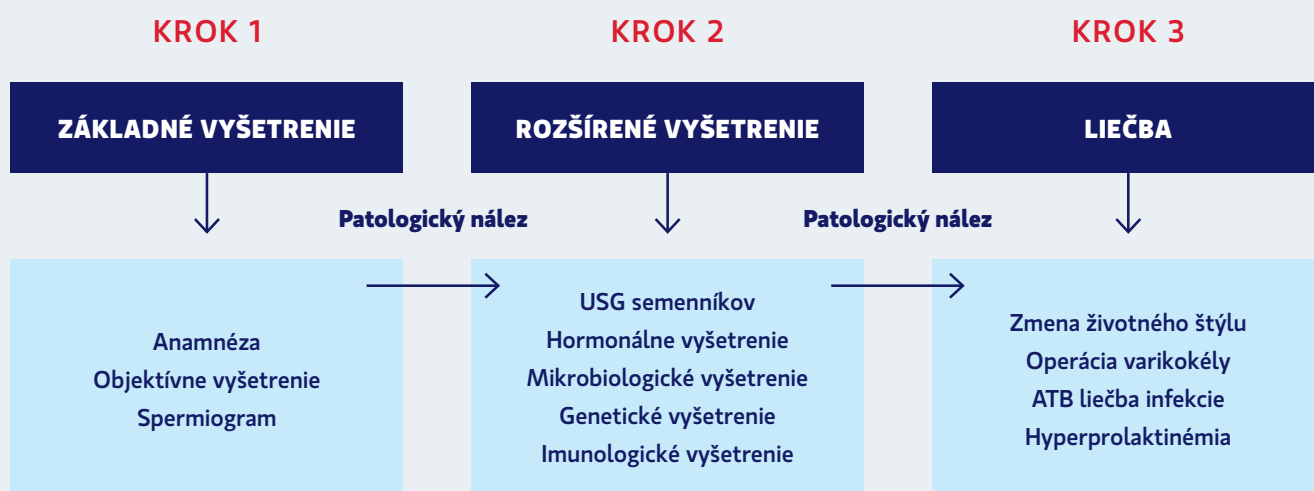 KROK 1
ZÁKLADNÉ VYŠETRENIE
Anamnéza
Objektívne vyšetrenie
Spermiogram
Patologický nález
KROK 2
ROZŠÍRENÉ VYŠETRENIE
USG semenníkov
Hormonálne vyšetrenie
Mikrobiologické vyšetrenie
Genetické vyšetrenie
Imunologické vyšetrenie
Patologický nález
KROK 3
LIEČBA
Zmena životného štýlu
Operácia varikokély
ATB liečba infekcie
Hyperprolaktinémia